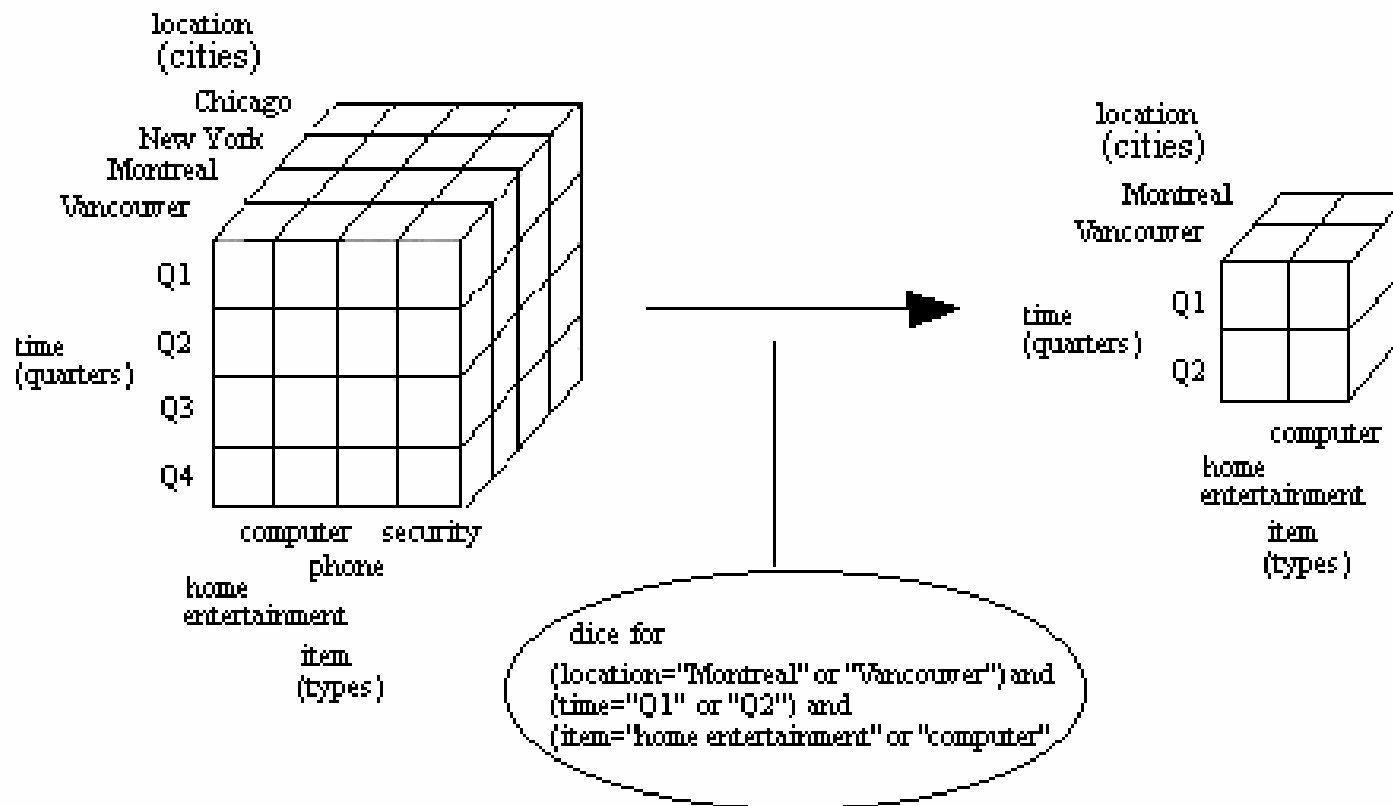 location
(cities)
Chicago
New York
Montreal
Vancouver
Q1
Q2
Q3
Q4
time
(quarters)
computer security
phone
home
entertainment
item
(types)
dice for
(location="Montreal" or "Vancouver") and
(time="Q1" or "Q2") and
(item="home entertainment" or "computer"
location
(cities)
Montreal
Vancouver
Q1
Q2
time
(quarters)
computer
home
entertainment
item
(types)